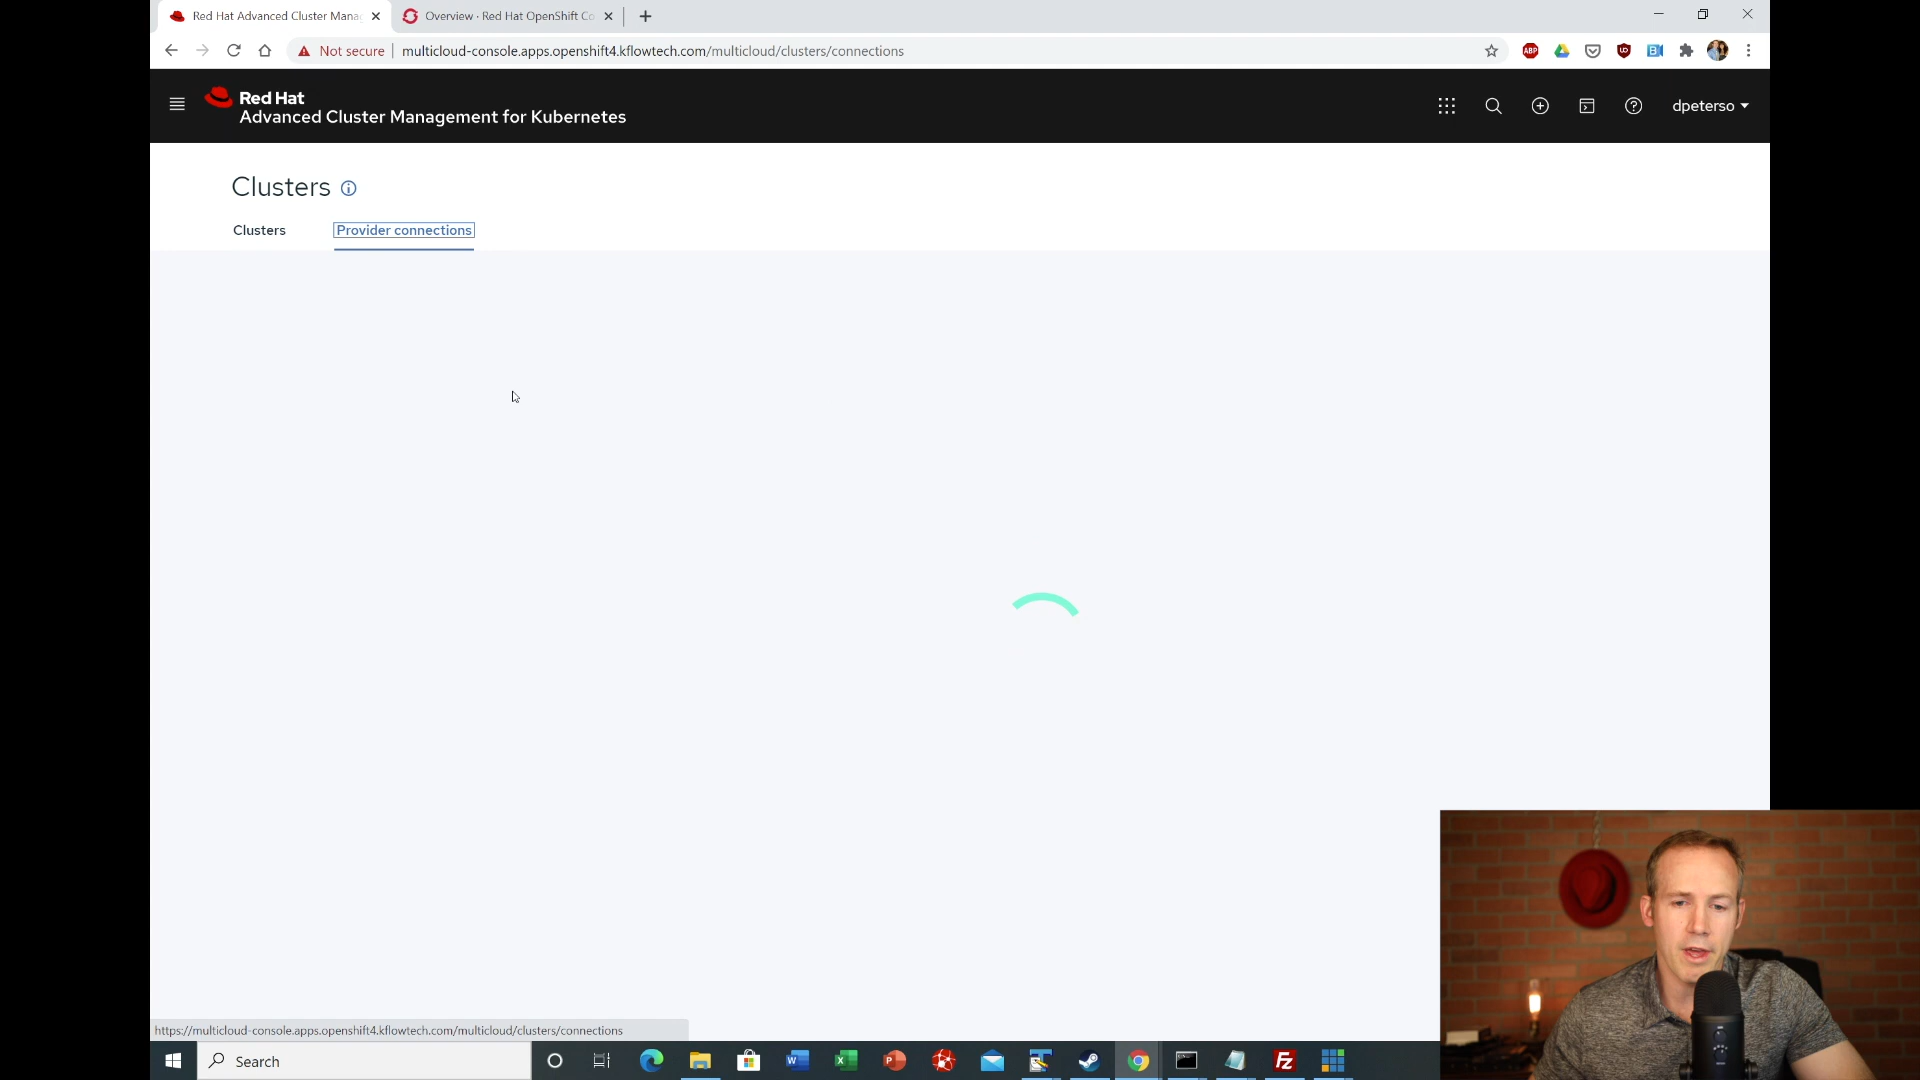 Red Hat Advanced Cluster Mana
Overview · Red Hat OpenShift Co
Not secure
multicloud-console.apps.openshift4.kflowtech.com/multicloud/clusters/connections
ABP
Red Hat
Advanced Cluster Management for Kubernetes
dpeterso
Clusters
Clusters
Provider connections
https://multicloud-console.apps.openshift4.kflowtech.com/multicloud/clusters/connections
Search